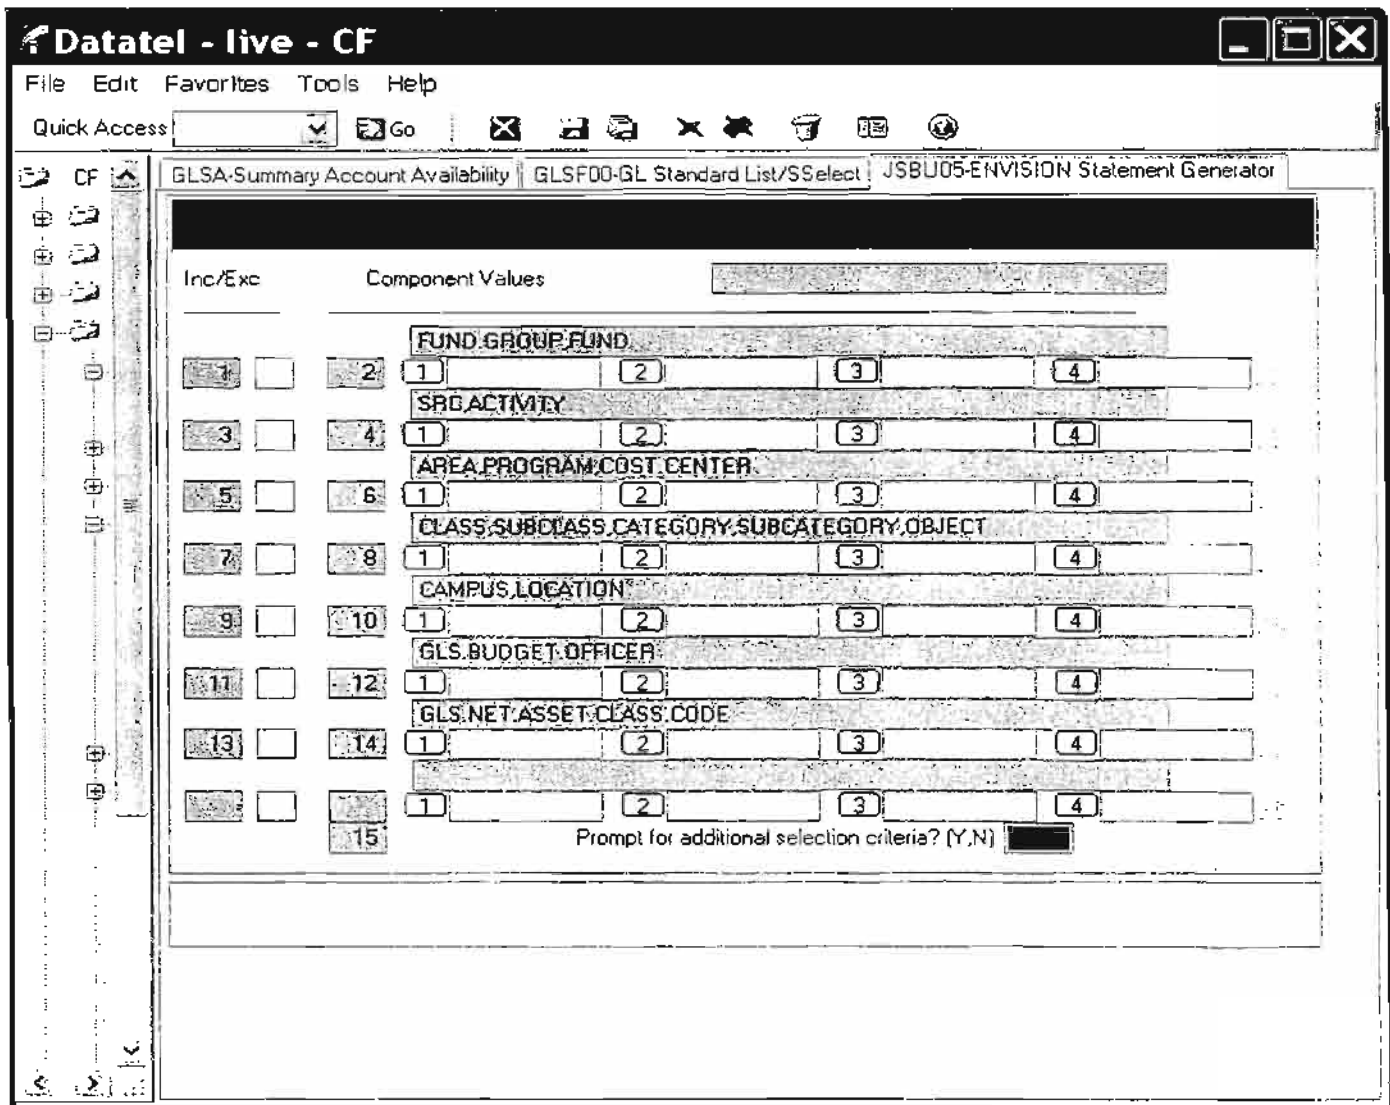 Datatel - live - CF
File Edit Favorites Tools Help
Quick Access Go
CF
GLSA-Summary Account Availability GLSF00-GL Standard List/SSelect JSBU05-ENVISION Statement Generator
Inc/Exc Component Values
FUND.GROUP,FUND
1 2 1 2 3 4
SRC,ACTIVITY
3 4 1 2 3 4
AREA,PROGRAM,COST.CENTER
5 6 1 2 3 4
CLASS,SUBCLASS,CATEGORY,SUBCATEGORY,OBJECT
7 8 1 2 3 4
CAMPUS,LOCATION
9 10 1 2 3 4
GLS.BUDGET.OFFICER
11 12 1 2 3 4
GLS.NET.ASSET.CLASS.CODE
13 14 1 2 3 4
1 2 3 4
15 Prompt for additional selection criteria? (Y,N)